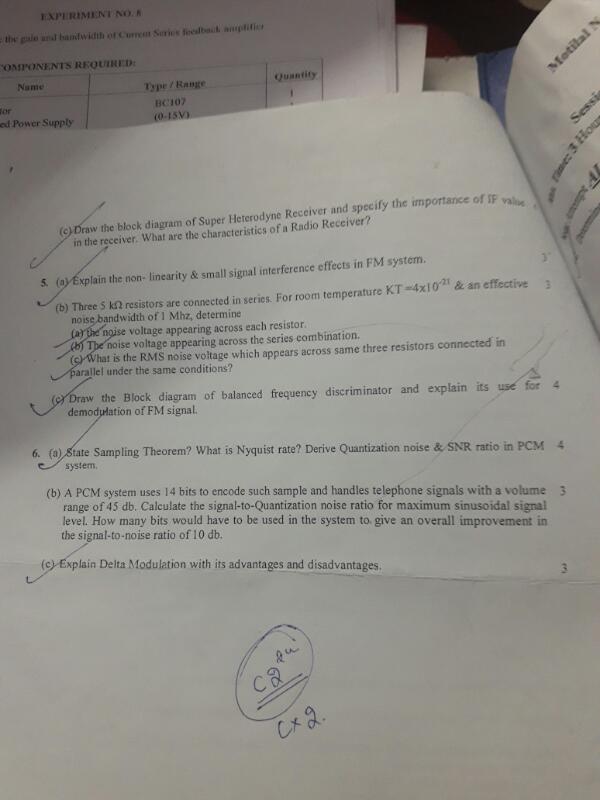 EXPERIMENT NO. 8
the gain and bandwidth of Current Series feedback amplifier
COMPONENTS REQUIRED:
Name Type / Range Quantity
tor BC107 1
ed Power Supply (0-15V)
Motilal N
Sessi
Time: 3 Hour
(c) Draw the block diagram of Super Heterodyne Receiver and specify the importance of IF value
in the receiver. What are the characteristics of a Radio Receiver?
5. (a) Explain the non- linearity & small signal interference effects in FM system. 3
(b) Three 5 kΩ resistors are connected in series. For room temperature KT =4x10⁻²¹ & an effective 3
noise bandwidth of 1 Mhz, determine
(a) the noise voltage appearing across each resistor.
(b) The noise voltage appearing across the series combination.
(c) What is the RMS noise voltage which appears across same three resistors connected in
parallel under the same conditions?
(c) Draw the Block diagram of balanced frequency discriminator and explain its use for 4
demodulation of FM signal.
6. (a) State Sampling Theorem? What is Nyquist rate? Derive Quantization noise & SNR ratio in PCM 4
system.
(b) A PCM system uses 14 bits to encode such sample and handles telephone signals with a volume 3
range of 45 db. Calculate the signal-to-Quantization noise ratio for maximum sinusoidal signal
level. How many bits would have to be used in the system to give an overall improvement in
the signal-to-noise ratio of 10 db.
(c) Explain Delta Modulation with its advantages and disadvantages. 3